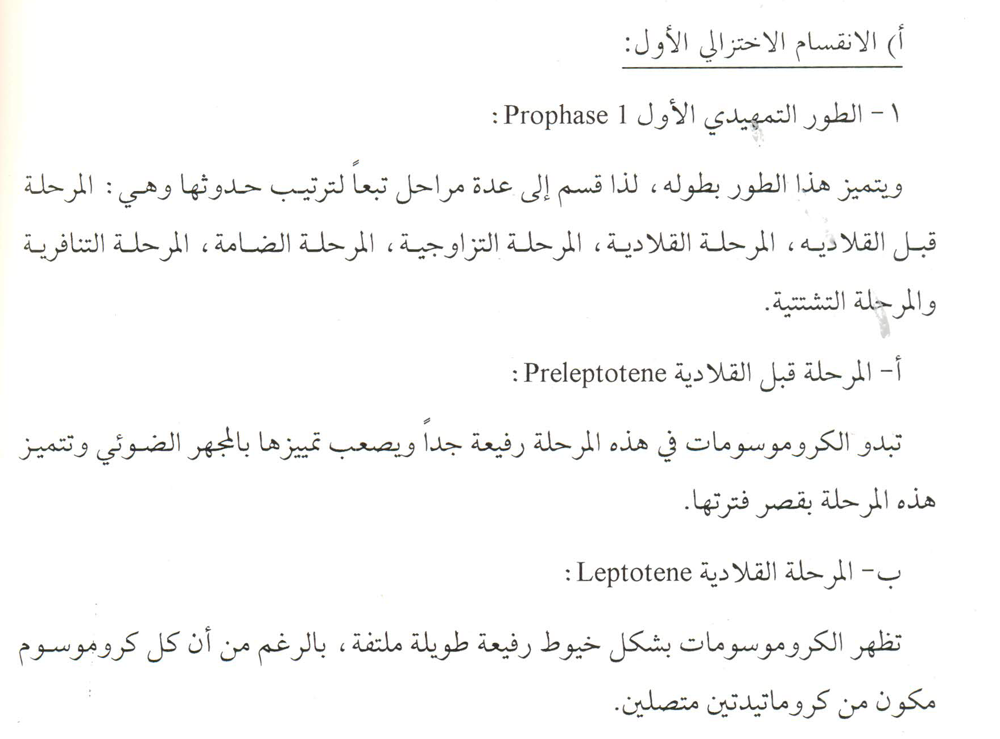 أ) الانقسام الاختزالي الأول:
١- الطور التمهيدي الأول Prophase 1 :
ويتميز هذا الطور بطوله، لذا قسم إلى عدة مراحل تبعاً لترتيب حدوثها وهي: المرحلة
قبل القلاديه، المرحلة القلادية، المرحلة التزاوجية، المرحلة الضامة، المرحلة التنافرية
والمرحلة التشتتية.
أ- المرحلة قبل القلادية Preleptotene :
تبدو الكروموسومات في هذه المرحلة رفيعة جداً ويصعب تمييزها بالمجهر الضوئي وتتميز
هذه المرحلة بقصر فترتها.
ب- المرحلة القلادية Leptotene :
تظهر الكروموسومات بشكل خيوط رفيعة طويلة ملتفة، بالرغم من أن كل كروموسوم
مكون من كروماتيدتين متصلين.